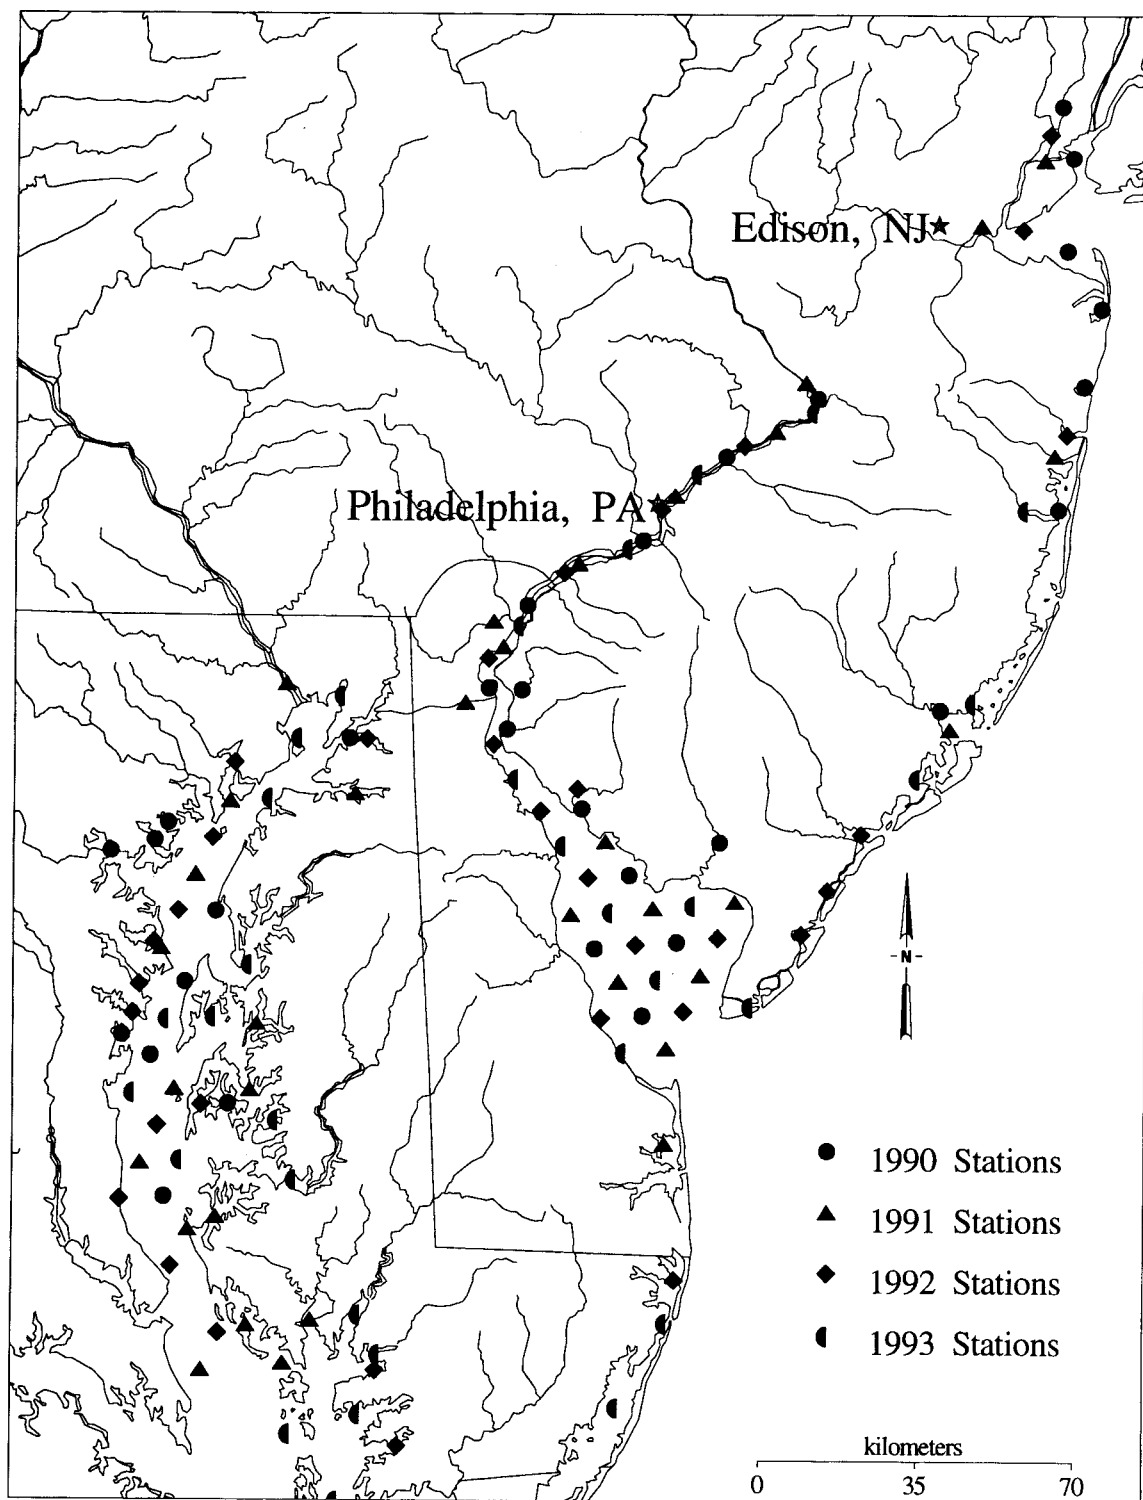 Edison, NJ
Philadelphia, PA
-N-
1990 Stations
1991 Stations
1992 Stations
1993 Stations
kilometers
0 35 70